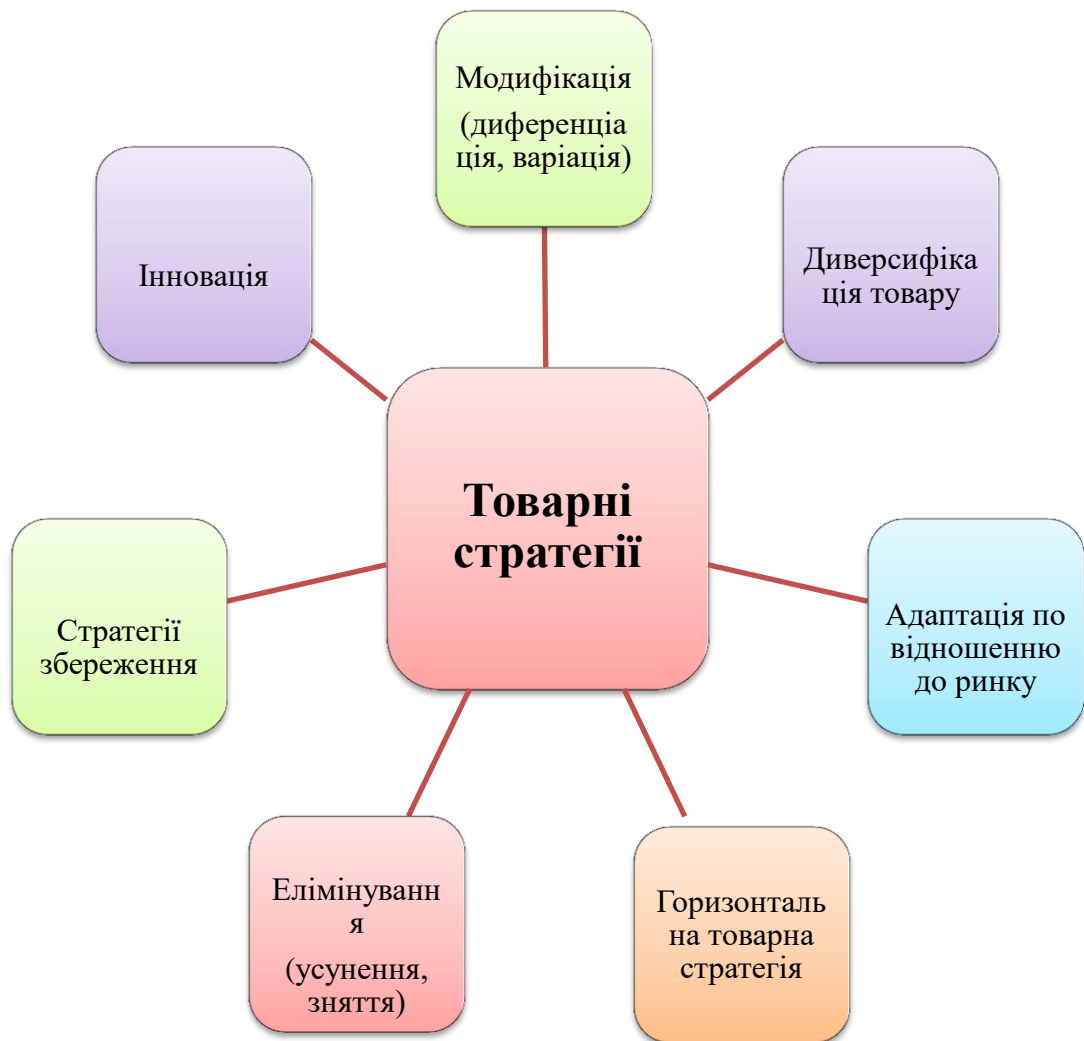 Модифікація
(диференціа
ція, варіація)
Інновація
Диверсифіка
ція товару
Товарні
стратегії
Стратегії
збереження
Адаптація по
відношенню
до ринку
Елімінуванн
я
(усунення,
зняття)
Горизонталь
на товарна
стратегія